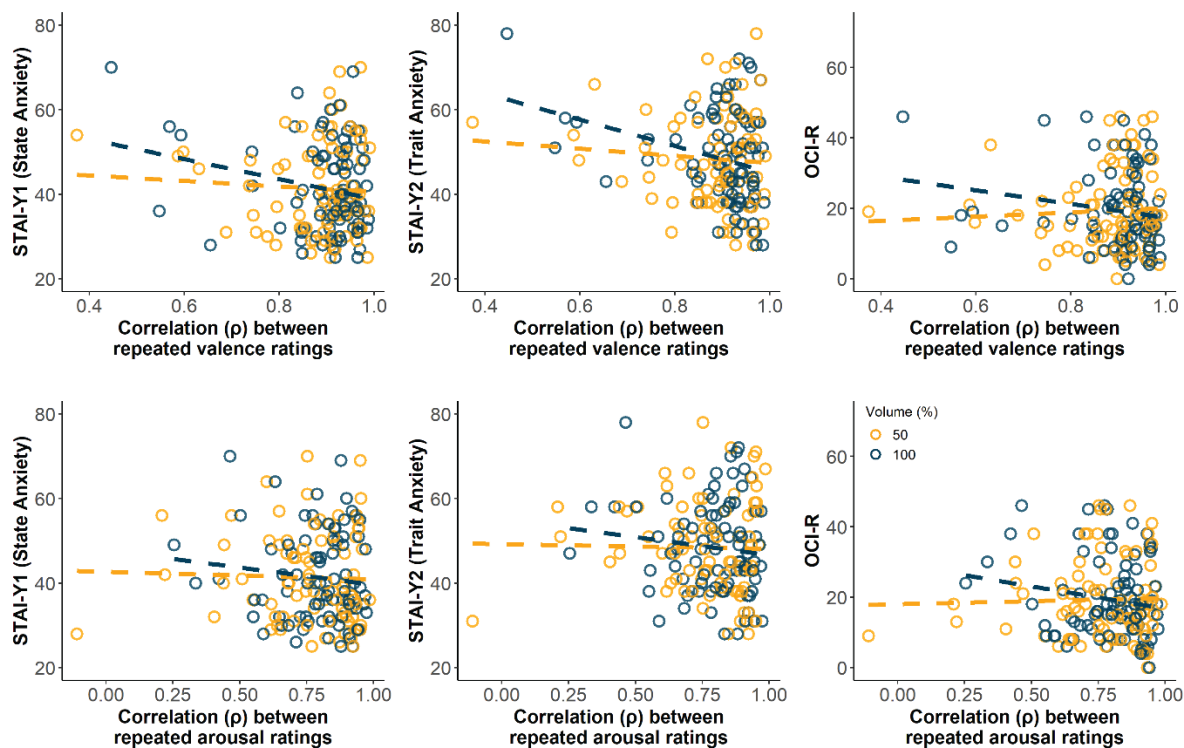 STAI-Y1 (State Anxiety)
80
60
40
20
0.4
0.6
0.8
1.0
Correlation (ρ) between
repeated valence ratings
STAI-Y2 (Trait Anxiety)
80
60
40
20
0.4
0.6
0.8
1.0
Correlation (ρ) between
repeated valence ratings
OCI-R
60
40
20
0
0.4
0.6
0.8
1.0
Correlation (ρ) between
repeated valence ratings
STAI-Y1 (State Anxiety)
80
60
40
20
0.00
0.25
0.50
0.75
1.00
Correlation (ρ) between
repeated arousal ratings
STAI-Y2 (Trait Anxiety)
80
60
40
20
0.00
0.25
0.50
0.75
1.00
Correlation (ρ) between
repeated arousal ratings
OCI-R
60
40
20
0
Volume (%)
50
100
0.00
0.25
0.50
0.75
1.00
Correlation (ρ) between
repeated arousal ratings